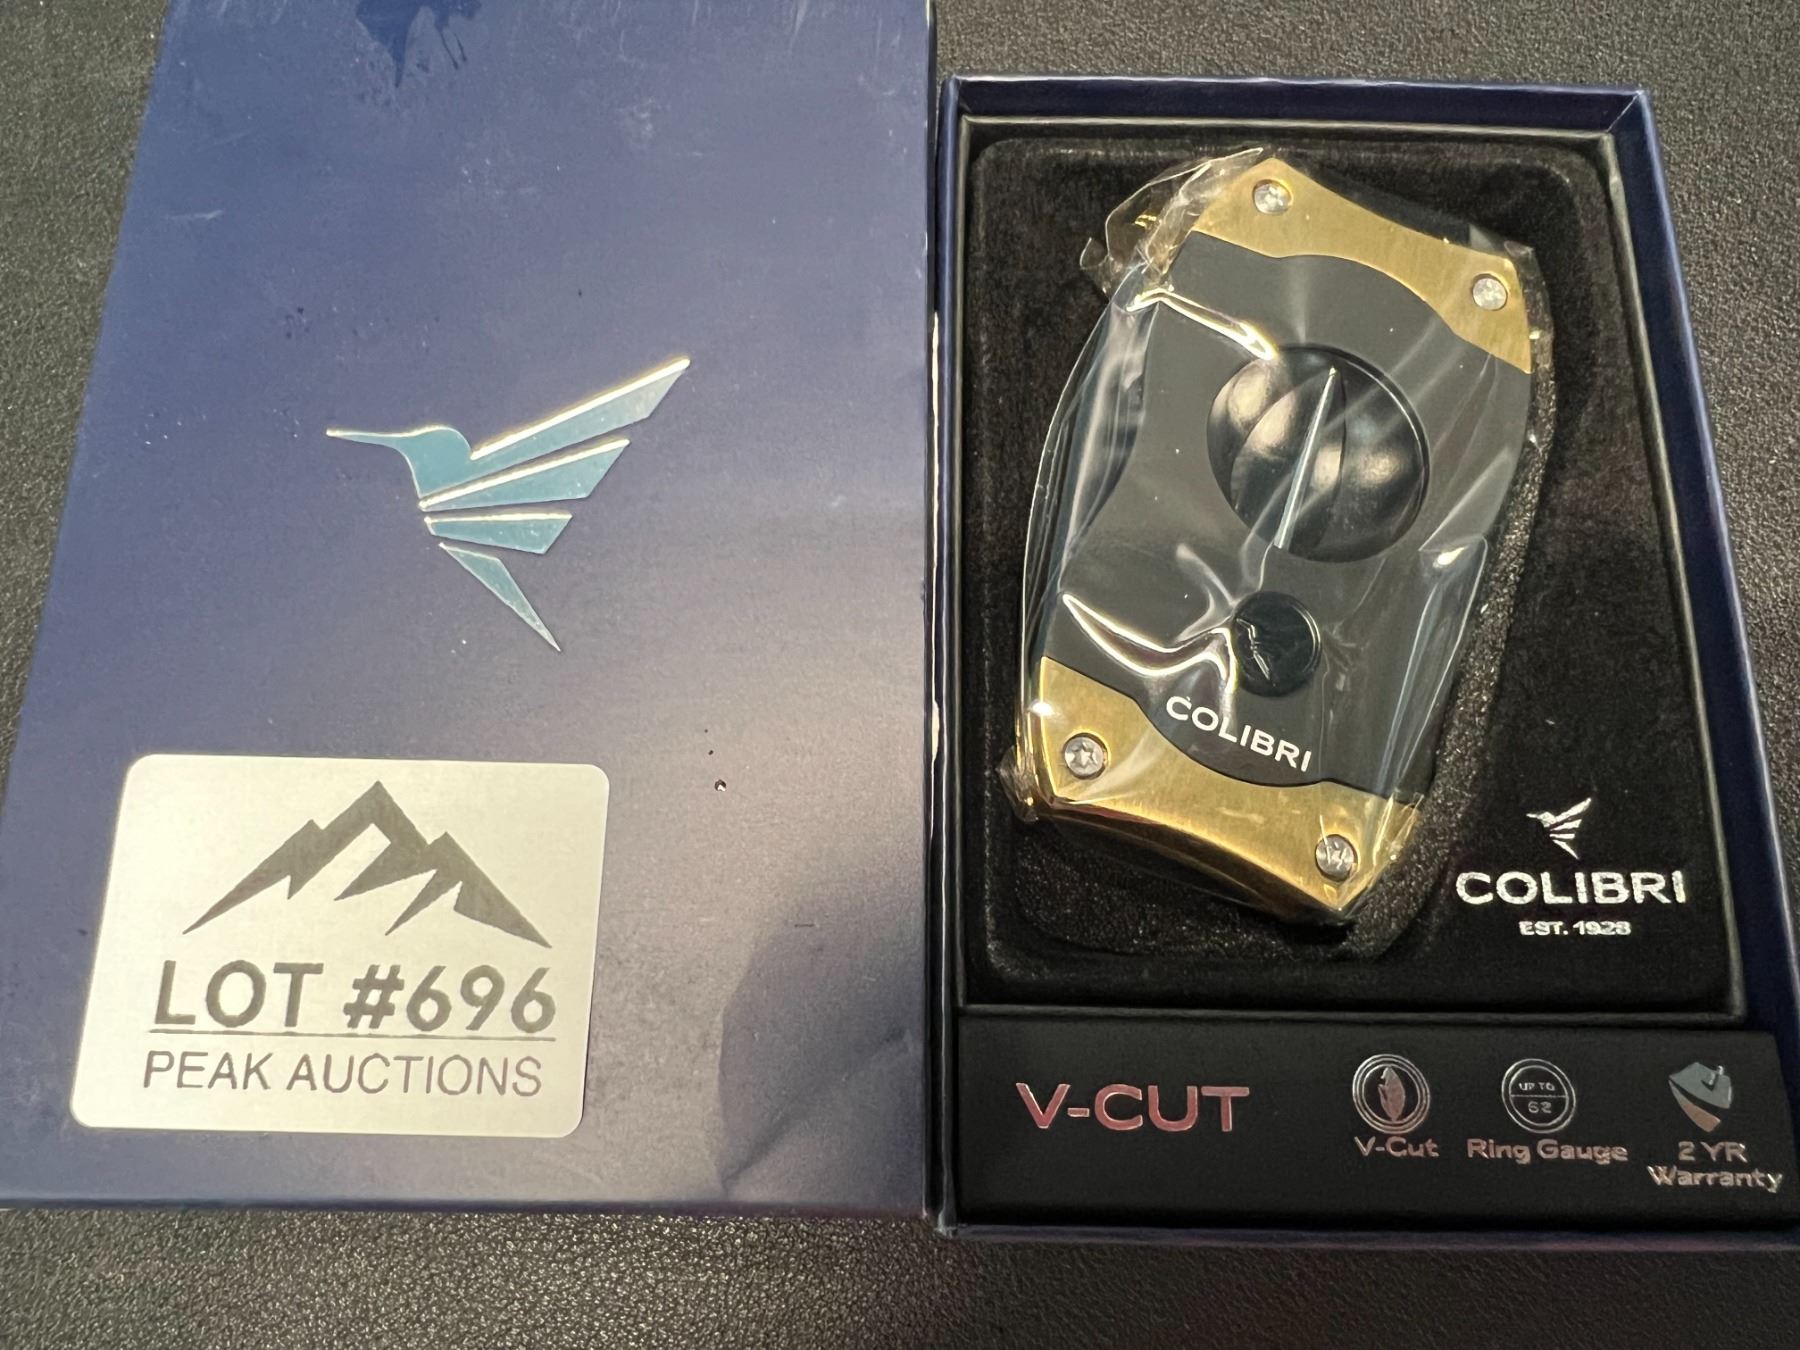 LOT #696
PEAK AUCTIONS
COLIBRI
COLIBRI
EST. 1928
V-CUT
V-Cut
UP TO
62
Ring Gauge
2 YR
Warranty